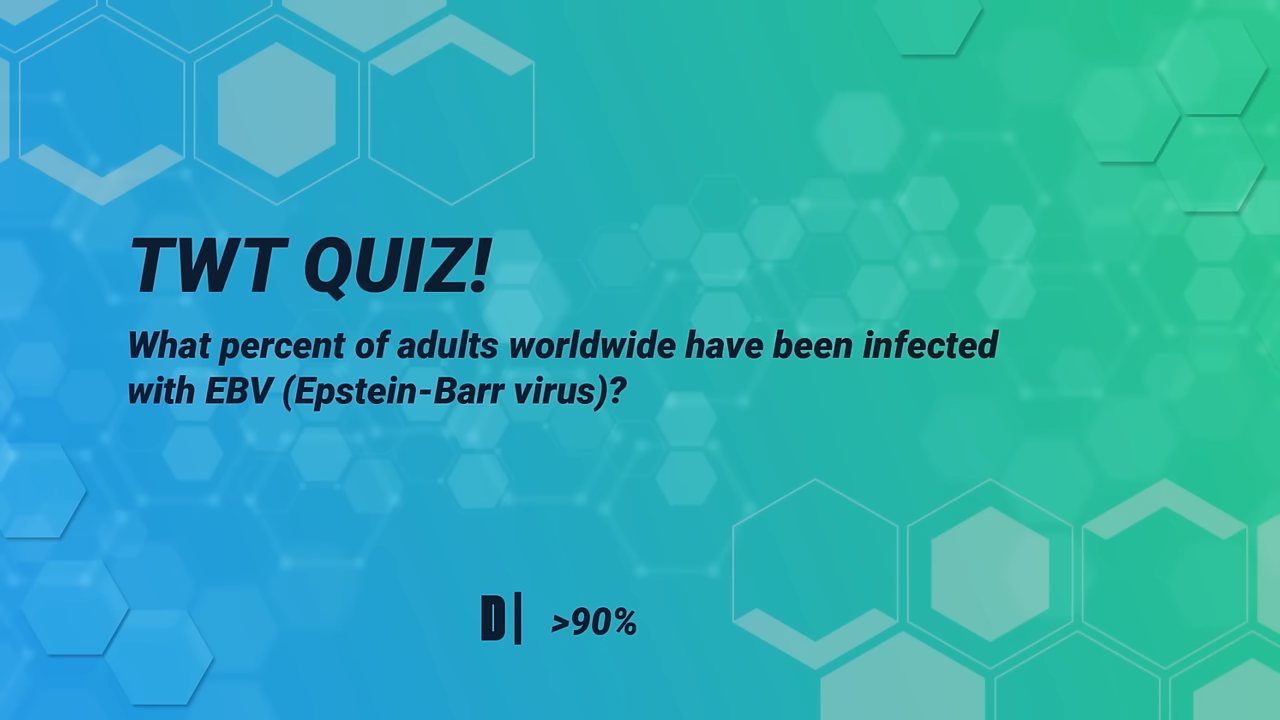 TWT QUIZ!
What percent of adults worldwide have been infected
with EBV (Epstein-Barr virus)?
D| >90%